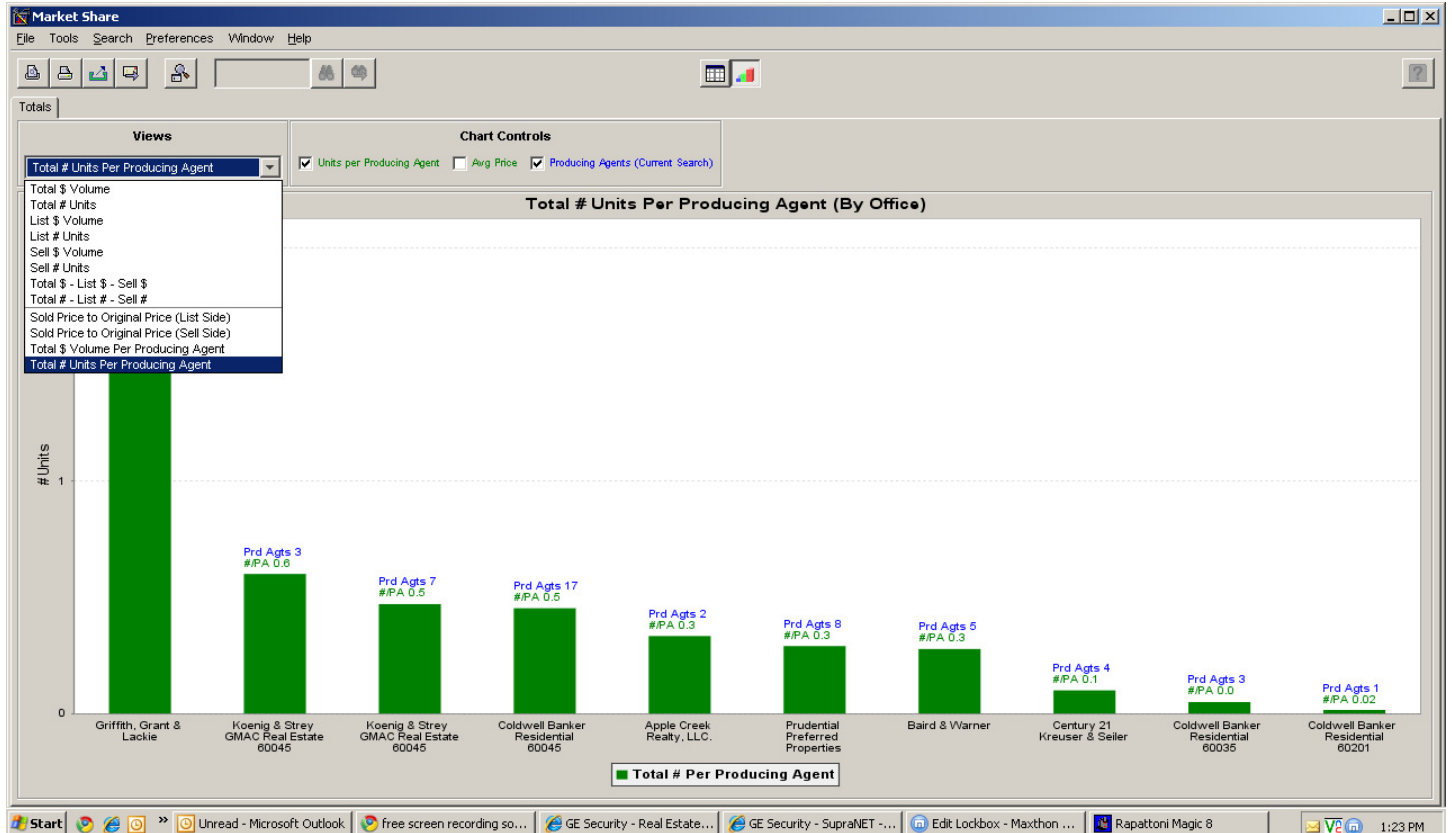 Market Share
File Tools Search Preferences Window Help
Totals
Views
Chart Controls
Total # Units Per Producing Agent
Units per Producing Agent Avg Price Producing Agents (Current Search)
Total $ Volume
Total # Units
List $ Volume
List # Units
Sell $ Volume
Sell # Units
Total $ - List $ - Sell $
Total # - List # - Sell #
Sold Price to Original Price (List Side)
Sold Price to Original Price (Sell Side)
Total $ Volume Per Producing Agent
Total # Units Per Producing Agent
Total # Units Per Producing Agent (By Office)
# Units
1
0
Prd Agts 3
#/PA 0.6
Prd Agts 7
#/PA 0.5
Prd Agts 17
#/PA 0.5
Prd Agts 2
#/PA 0.3
Prd Agts 8
#/PA 0.3
Prd Agts 5
#/PA 0.3
Prd Agts 4
#/PA 0.1
Prd Agts 3
#/PA 0.0
Prd Agts 1
#/PA 0.02
Griffith, Grant &
Lackie
Koenig & Strey
GMAC Real Estate
60045
Koenig & Strey
GMAC Real Estate
60045
Coldwell Banker
Residential
60045
Apple Creek
Realty, LLC.
Prudential
Preferred
Properties
Baird & Warner
Century 21
Kreuser & Seiler
Coldwell Banker
Residential
60035
Coldwell Banker
Residential
60201
Total # Per Producing Agent
Start
»
Unread - Microsoft Outlook
free screen recording so...
GE Security - Real Estate...
GE Security - SupraNET -...
Edit Lockbox - Maxthon ...
Rapattoni Magic 8
1:23 PM